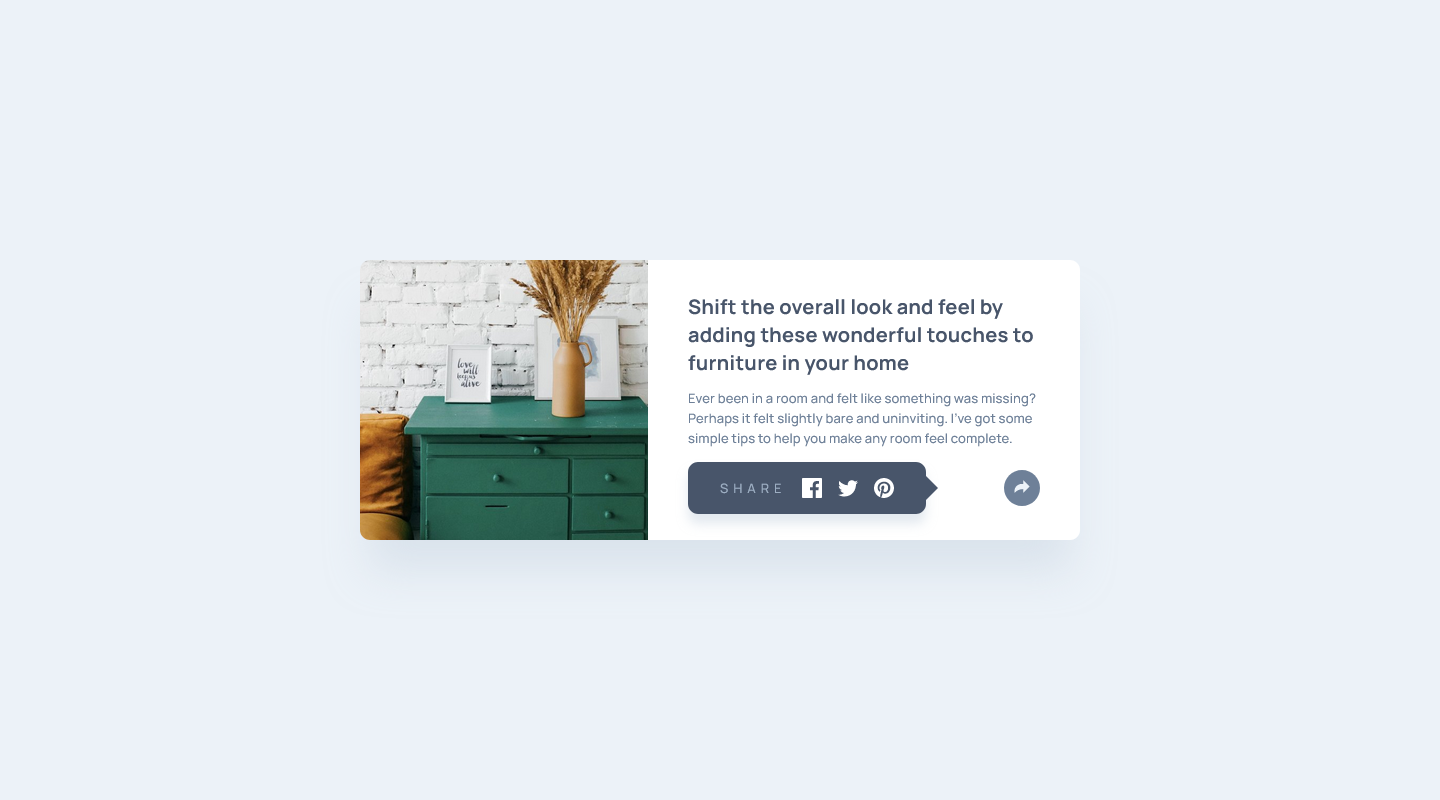 love
will
keep us
alive
Shift the overall look and feel by
adding these wonderful touches to
furniture in your home
Ever been in a room and felt like something was missing?
Perhaps it felt slightly bare and uninviting. I’ve got some
simple tips to help you make any room feel complete.
SHARE